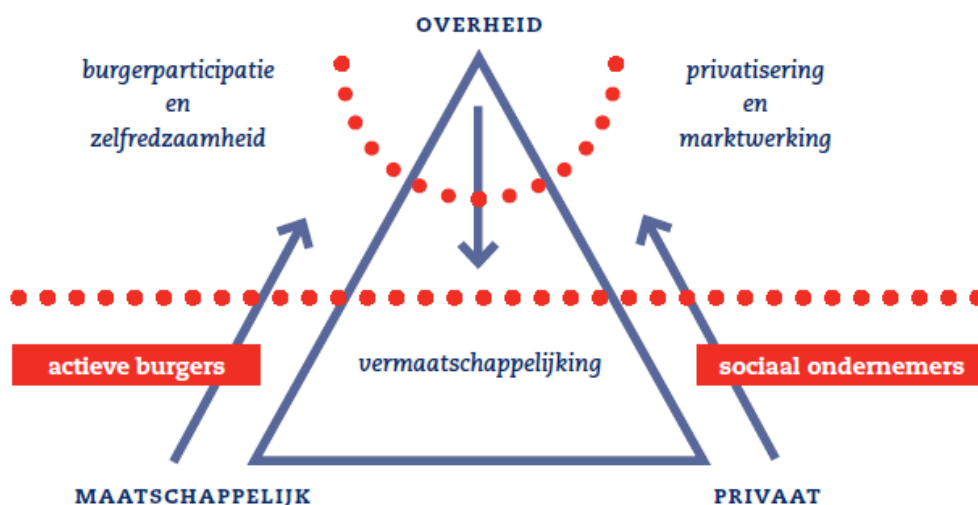 OVERHEID
burgerparticipatie
en
zelfredzaamheid
privatisering
en
marktwerking
actieve burgers
vermaatschappelijking
sociaal ondernemers
MAATSCHAPPELIJK
PRIVAAT